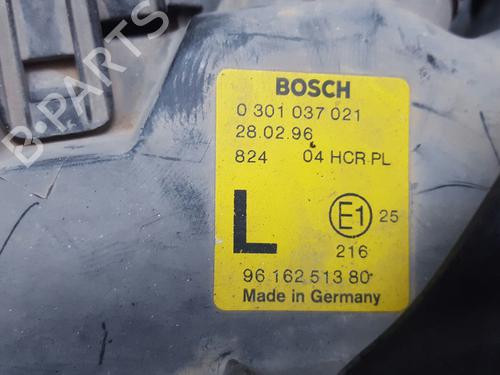 BOSCH
0 301 037 021
28.02.96
824 04 HCR PL
L E1 25
216
96 162 513 80
Made in Germany
B-PARTS